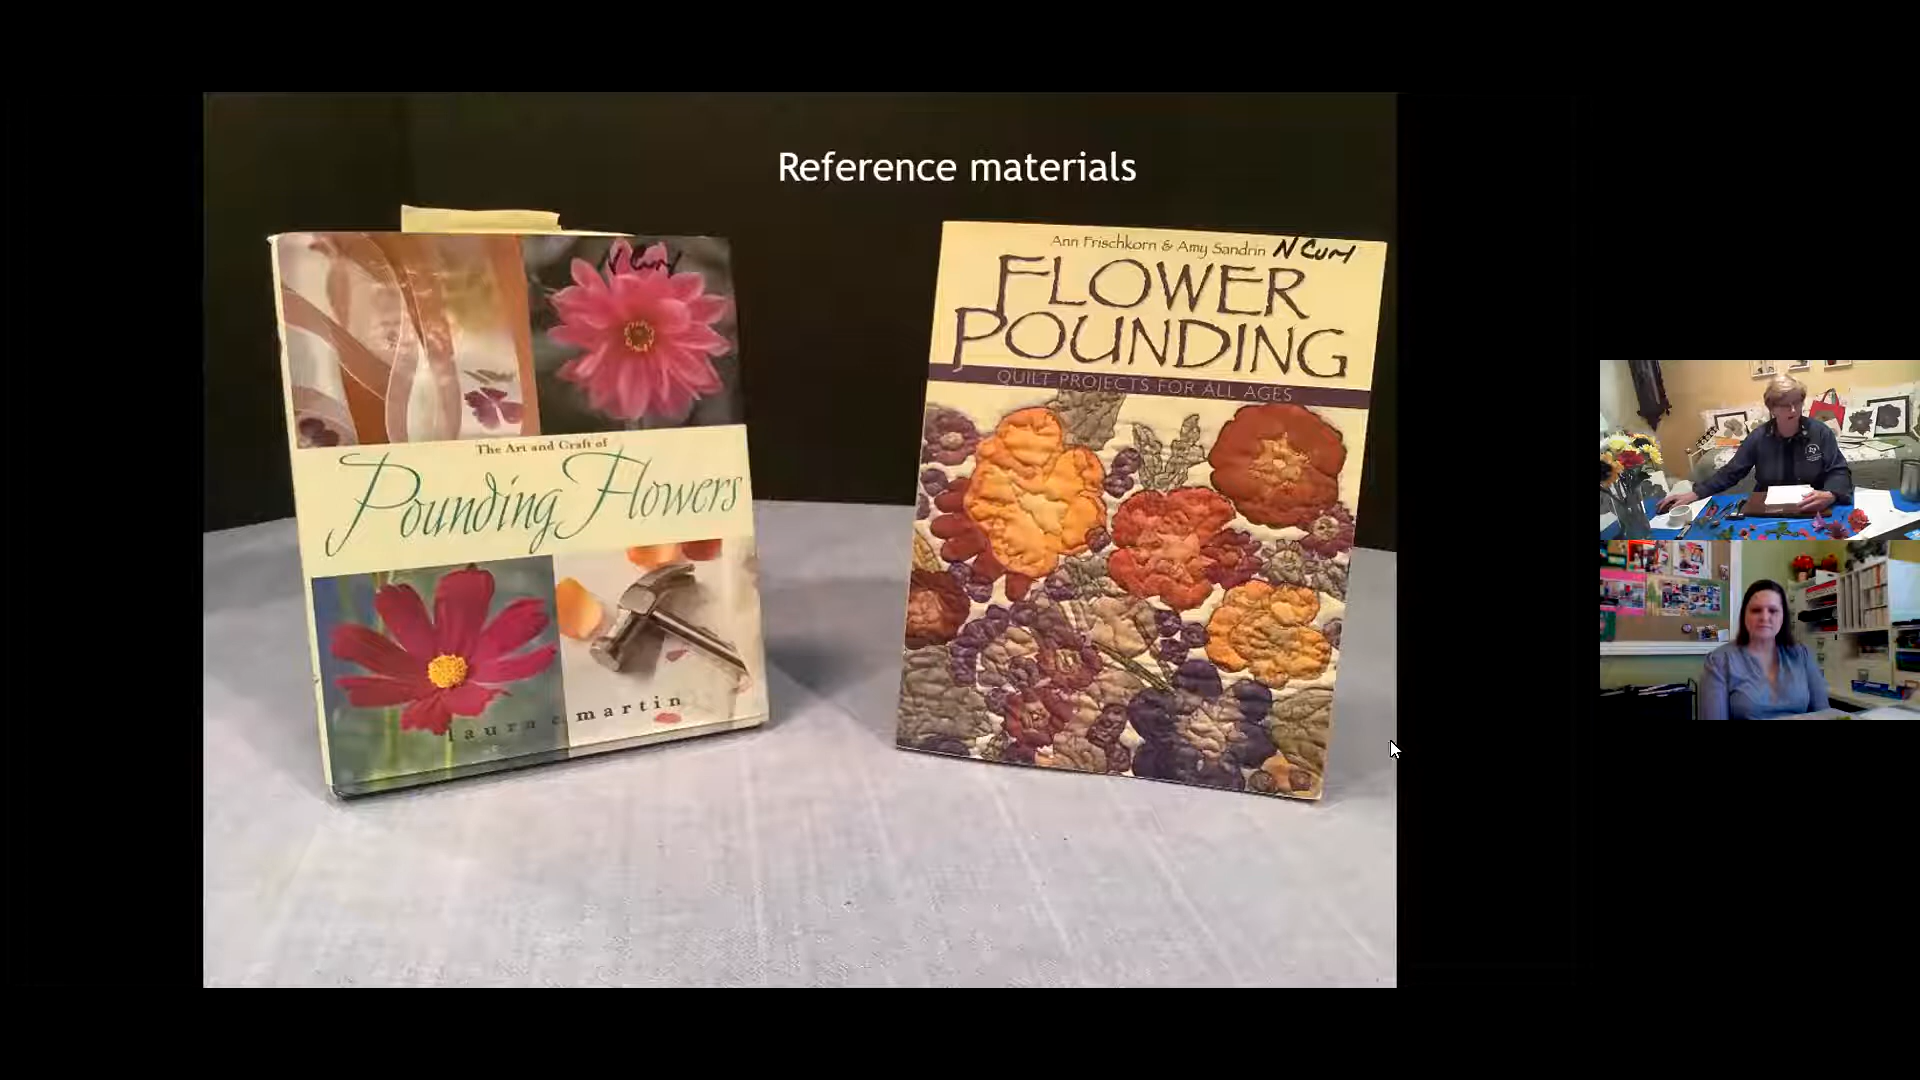 Reference materials
The Art and Craft of
Pounding Flowers
laura c martin
Ann Frischkorn & Amy Sandrin
FLOWER
POUNDING
QUILT PROJECTS FOR ALL AGES